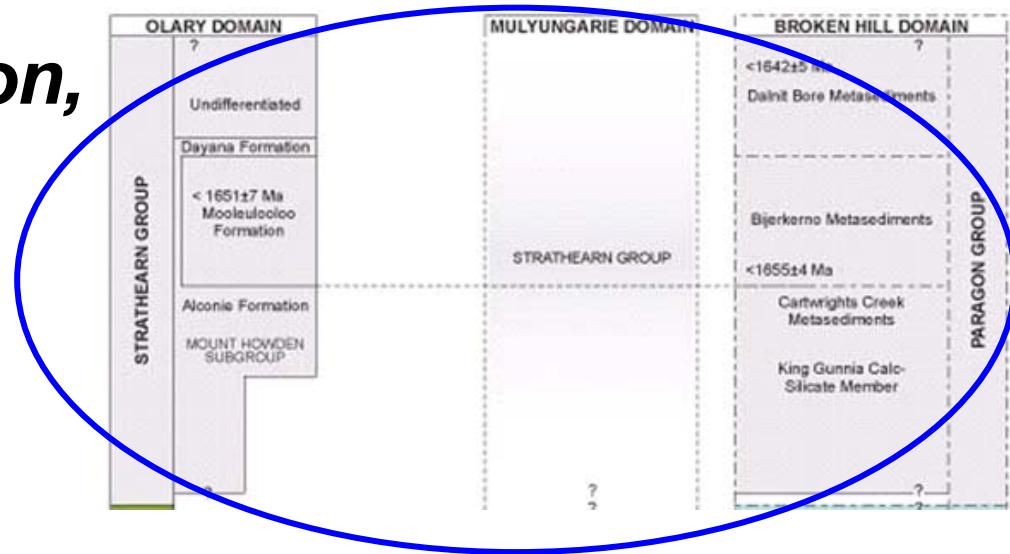 on,
OLARY DOMAIN
?
Undifferentiated
Dayana Formation
< 1651±7 Ma
Mooleulooloo
Formation
Alconie Formation
MOUNT HOWDEN
SUBGROUP
?
STRATHEARN GROUP
MULYUNGARIE DOMAIN
STRATHEARN GROUP
?
?
BROKEN HILL DOMAIN
?
<1642±5 Ma
Dalnit Bore Metasediments
Bijerkerno Metasediments
<1655±4 Ma
Cartwrights Creek
Metasediments
King Gunnia Calc-
Silicate Member
?
?
PARAGON GROUP